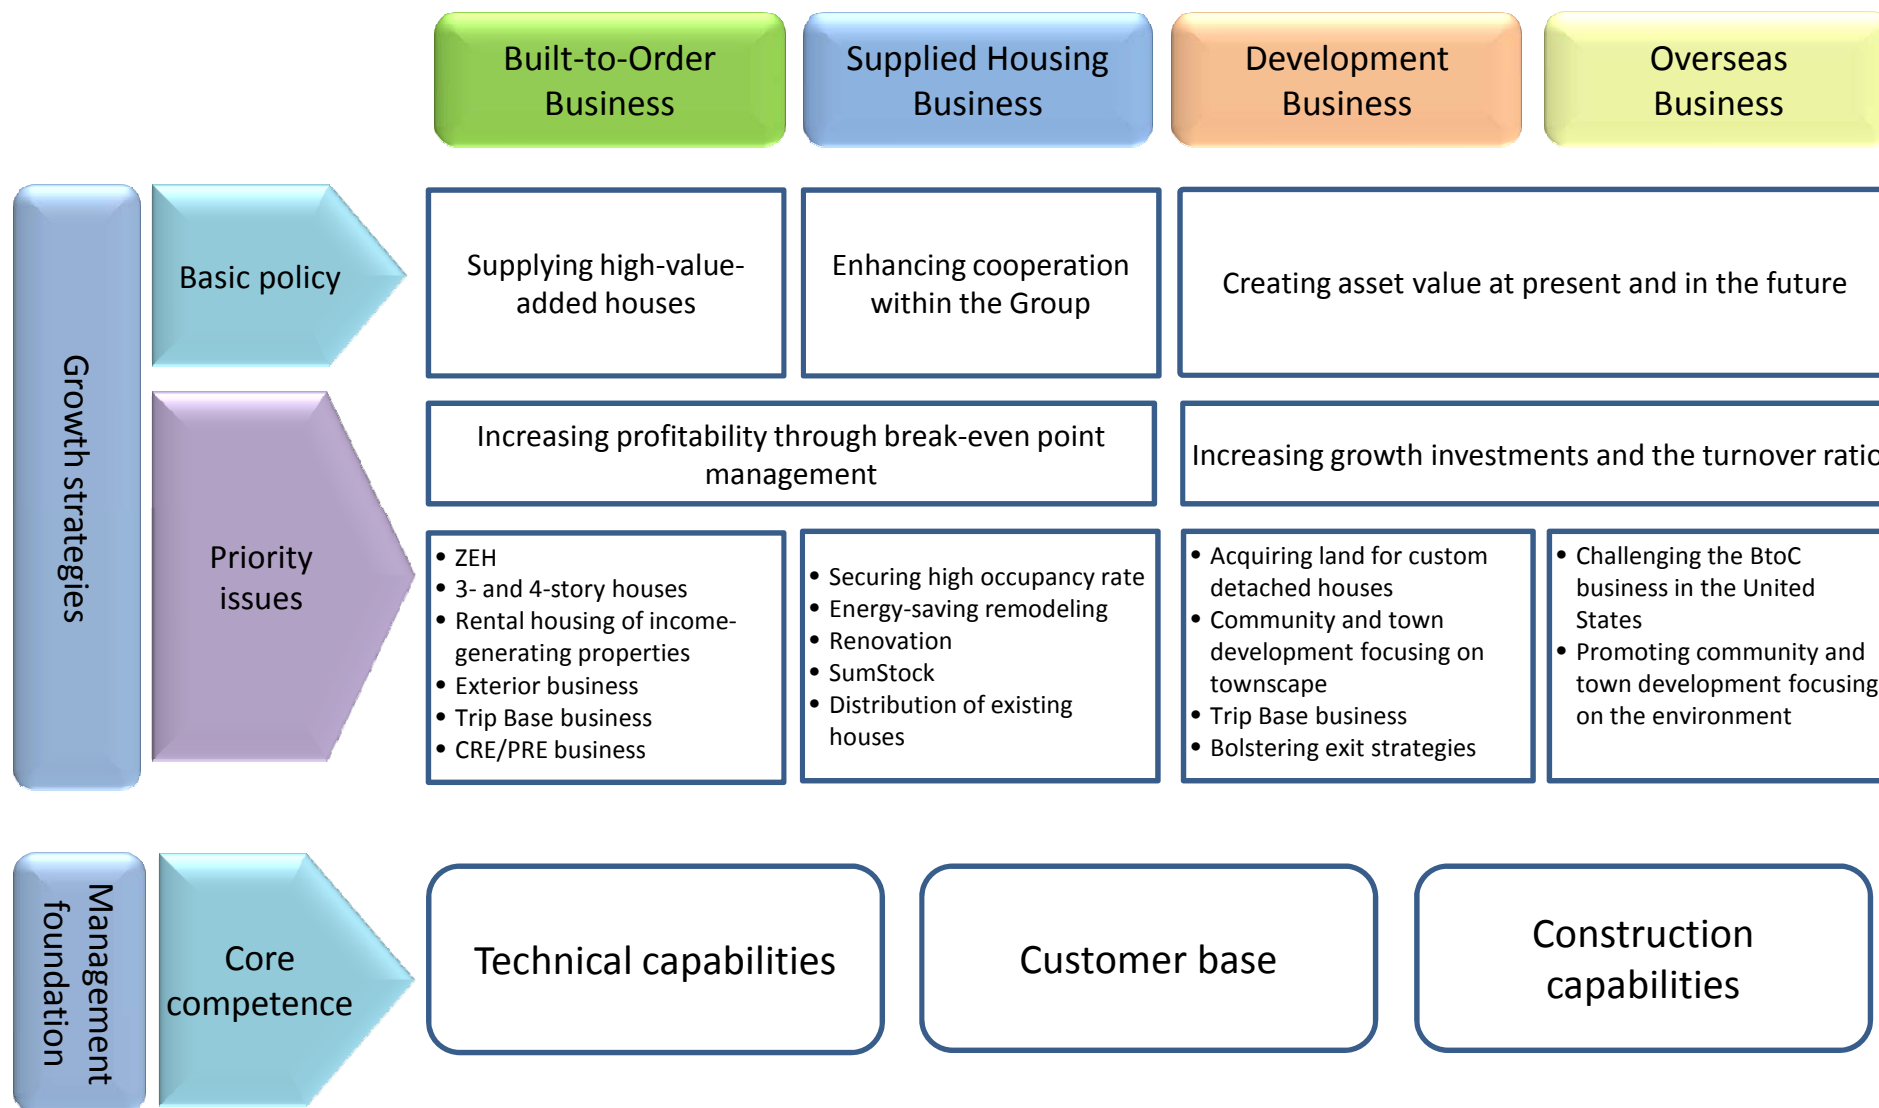 Built-to-Order
Business
Supplied Housing
Business
Development
Business
Overseas
Business
Growth strategies
Basic policy
Supplying high-value-
added houses
Enhancing cooperation
within the Group
Creating asset value at present and in the future
Priority
issues
Increasing profitability through break-even point
management
Increasing growth investments and the turnover ratio
• ZEH
• 3- and 4-story houses
• Rental housing of income-
generating properties
• Exterior business
• Trip Base business
• CRE/PRE business
• Securing high occupancy rate
• Energy-saving remodeling
• Renovation
• SumStock
• Distribution of existing
houses
• Acquiring land for custom
detached houses
• Community and town
development focusing on
townscape
• Trip Base business
• Bolstering exit strategies
• Challenging the BtoC
business in the United
States
• Promoting community and
town development focusing
on the environment
Management
foundation
Core
competence
Technical capabilities
Customer base
Construction
capabilities